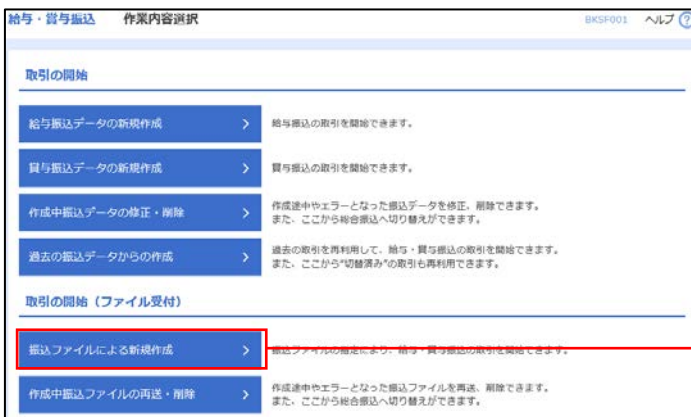 給与・賞与振込 作業内容選択 BKSF001 ヘルプ ?
取引の開始
給与振込データの新規作成 > 給与振込の取引を開始できます。
賞与振込データの新規作成 > 賞与振込の取引を開始できます。
作成中振込データの修正・削除 > 作成途中やエラーとなった振込データを修正、削除できます。
また、ここから総合振込へ切り替えができます。
過去の振込データからの作成 > 過去の取引を再利用して、給与・賞与振込の取引を開始できます。
また、ここから"切替済み"の取引も再利用できます。
取引の開始（ファイル受付）
振込ファイルによる新規作成 > 振込ファイルの指定により、給与・賞与振込の取引を開始できます。
作成中振込ファイルの再送・削除 > 作成途中やエラーとなった振込ファイルを再送、削除できます。
また、ここから総合振込へ切り替えができます。